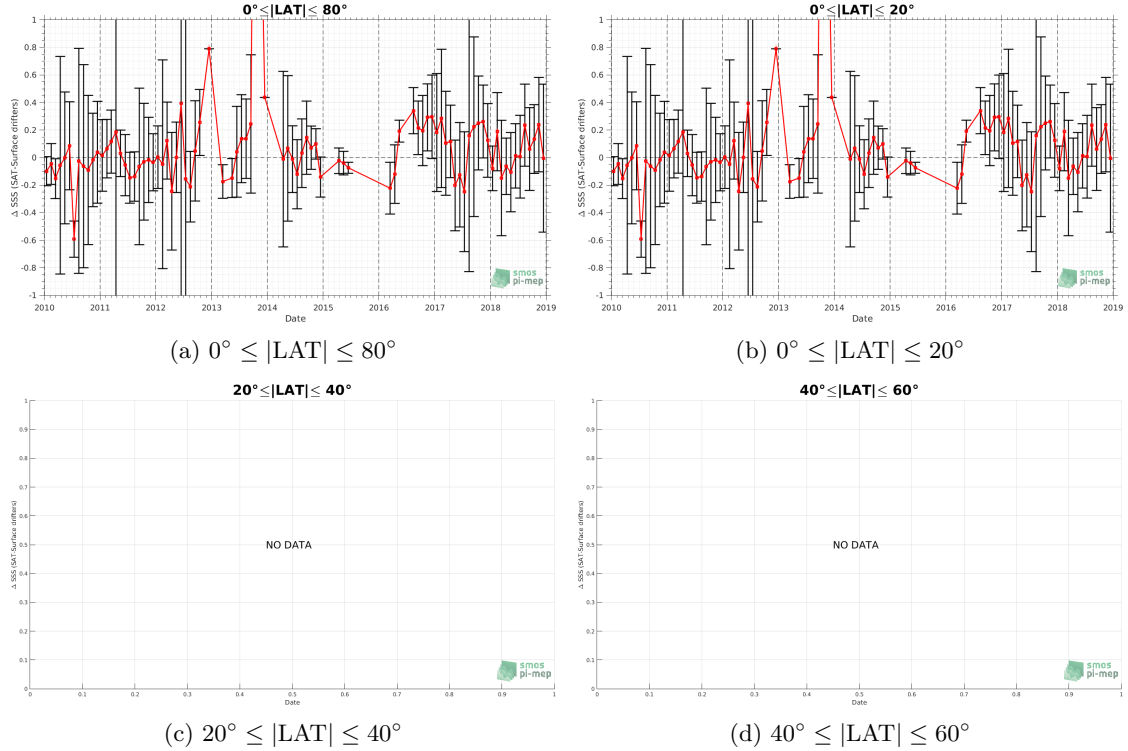 0°≤|LAT|≤ 80°
Δ SSS (SAT-Surface drifters)
1
0.8
0.6
0.4
0.2
0
-0.2
-0.4
-0.6
-0.8
-1
2010 2011 2012 2013 2014 2015 2016 2017 2018 2019
Date
smos
pi-mep
(a) 0° ≤ |LAT| ≤ 80°
0°≤|LAT|≤ 20°
Δ SSS (SAT-Surface drifters)
1
0.8
0.6
0.4
0.2
0
-0.2
-0.4
-0.6
-0.8
-1
2010 2011 2012 2013 2014 2015 2016 2017 2018 2019
Date
smos
pi-mep
(b) 0° ≤ |LAT| ≤ 20°
20°≤|LAT|≤ 40°
Δ SSS (SAT-Surface drifters)
1
0.9
0.8
0.7
0.6
0.5
0.4
0.3
0.2
0.1
0
NO DATA
0 0.1 0.2 0.3 0.4 0.5 0.6 0.7 0.8 0.9 1
Date
smos
pi-mep
(c) 20° ≤ |LAT| ≤ 40°
40°≤|LAT|≤ 60°
Δ SSS (SAT-Surface drifters)
1
0.9
0.8
0.7
0.6
0.5
0.4
0.3
0.2
0.1
0
NO DATA
0 0.1 0.2 0.3 0.4 0.5 0.6 0.7 0.8 0.9 1
Date
smos
pi-mep
(d) 40° ≤ |LAT| ≤ 60°